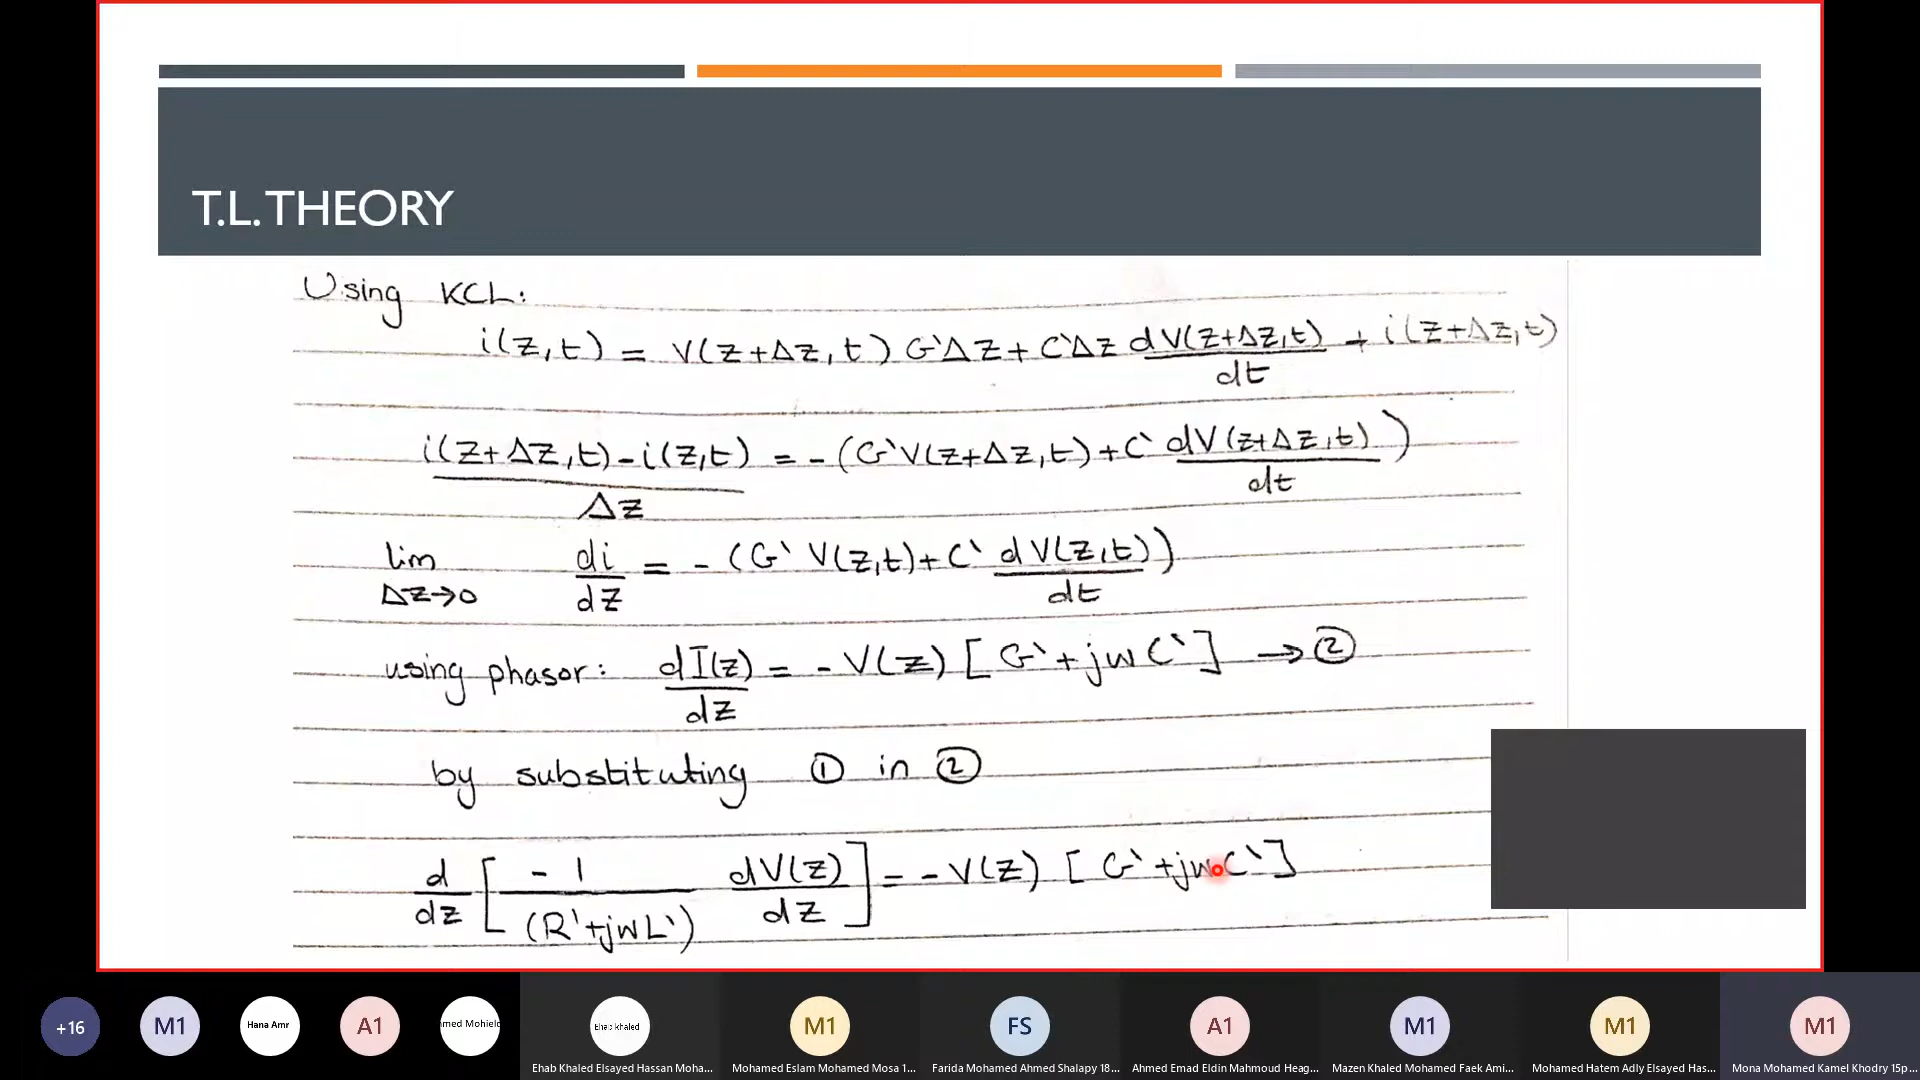 T.L. THEORY
Using KCL:
i(z,t) = V(z+Δz,t) G`Δz + C`Δz dV(z+Δz,t)/dt + i(z+Δz,t)
i(z+Δz,t) - i(z,t)/Δz = -(G`V(z+Δz,t) + C` dV(z+Δz,t)/dt)
lim Δz→0 di/dz = -(G` V(z,t) + C` dV(z,t)/dt)
using phasor: dI(z)/dz = -V(z) [G` + jwC`] → ②
by substituting ① in ②
d/dz [-1/(R`+jwL`) dV(z)/dz] = -V(z) [G` + jwC`]
+16
M1
Hana Amr
A1
Ehab khaled
M1
FS
A1
M1
M1
M1
Ehab Khaled Elsayed Hassan Moha...
Mohamed Eslam Mohamed Mosa 1...
Farida Mohamed Ahmed Shalapy 18...
Ahmed Emad Eldin Mahmoud Heag...
Mazen Khaled Mohamed Faek Ami...
Mohamed Hatem Adly Elsayed Has...
Mona Mohamed Kamel Khodry 15p...